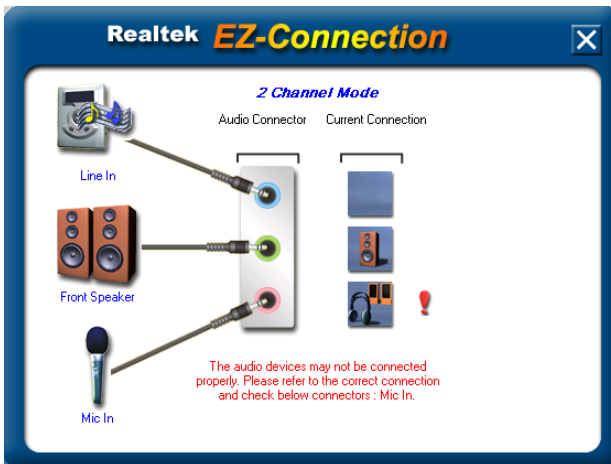 Realtek EZ-Connection
2 Channel Mode
Audio Connector Current Connection
Line In
Front Speaker
Mic In
The audio devices may not be connected
properly. Please refer to the correct connection
and check below connectors : Mic In.